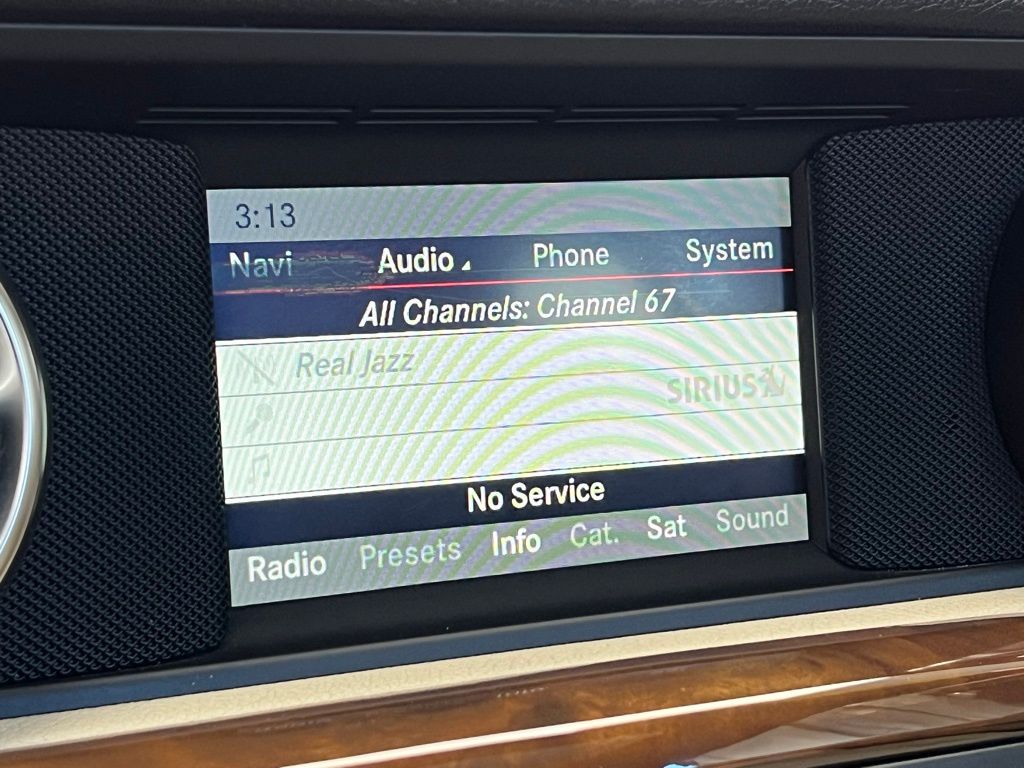 3:13
Navi Audio Phone System
All Channels: Channel 67
Real Jazz
SIRIUS
No Service
Radio Presets Info Cat. Sat Sound